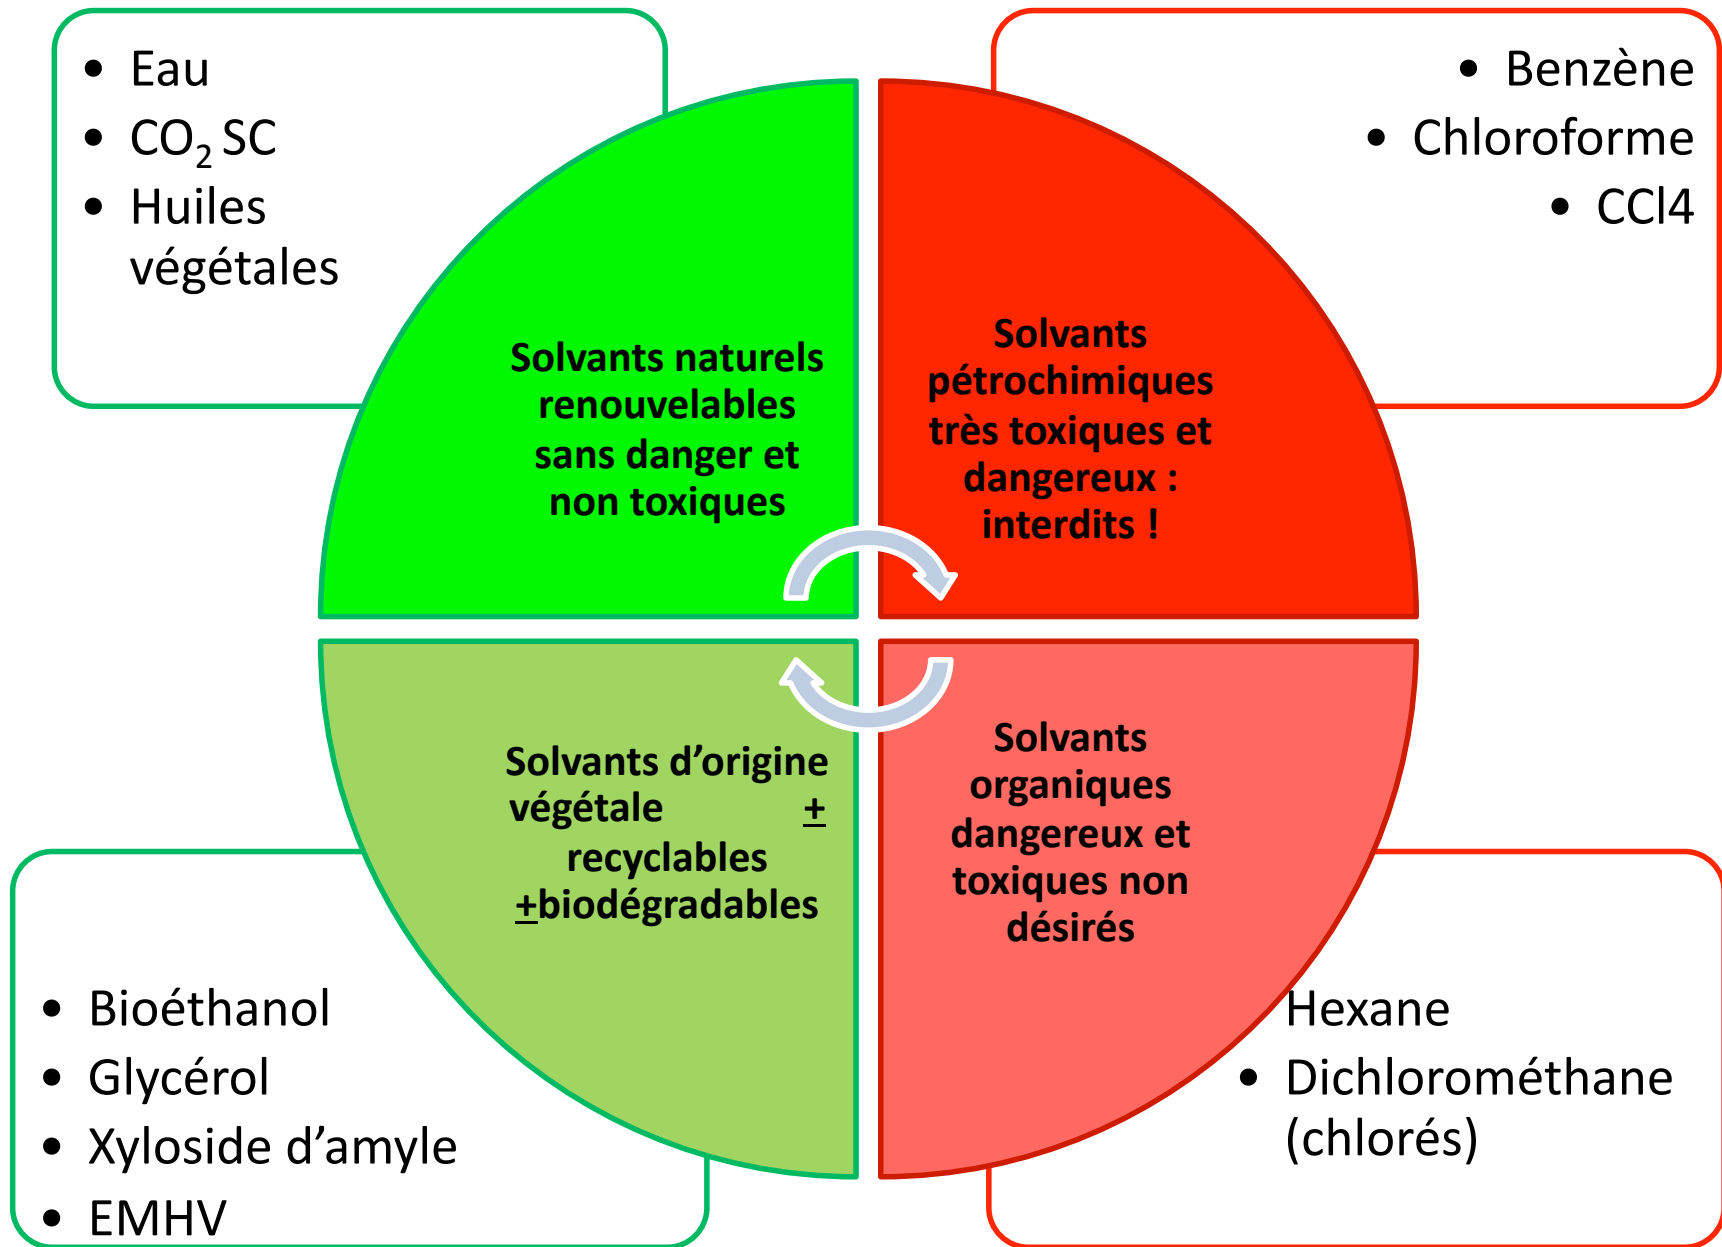 • Eau
• CO₂ SC
• Huiles
végétales
• Benzène
• Chloroforme
• CCl4
Solvants naturels
renouvelables
sans danger et
non toxiques
Solvants
pétrochimiques
très toxiques et
dangereux :
interdits !
Solvants d’origine
végétale +
recyclables
+biodégradables
Solvants
organiques
dangereux et
toxiques non
désirés
• Bioéthanol
• Glycérol
• Xyloside d’amyle
• EMHV
Hexane
• Dichlorométhane
(chlorés)